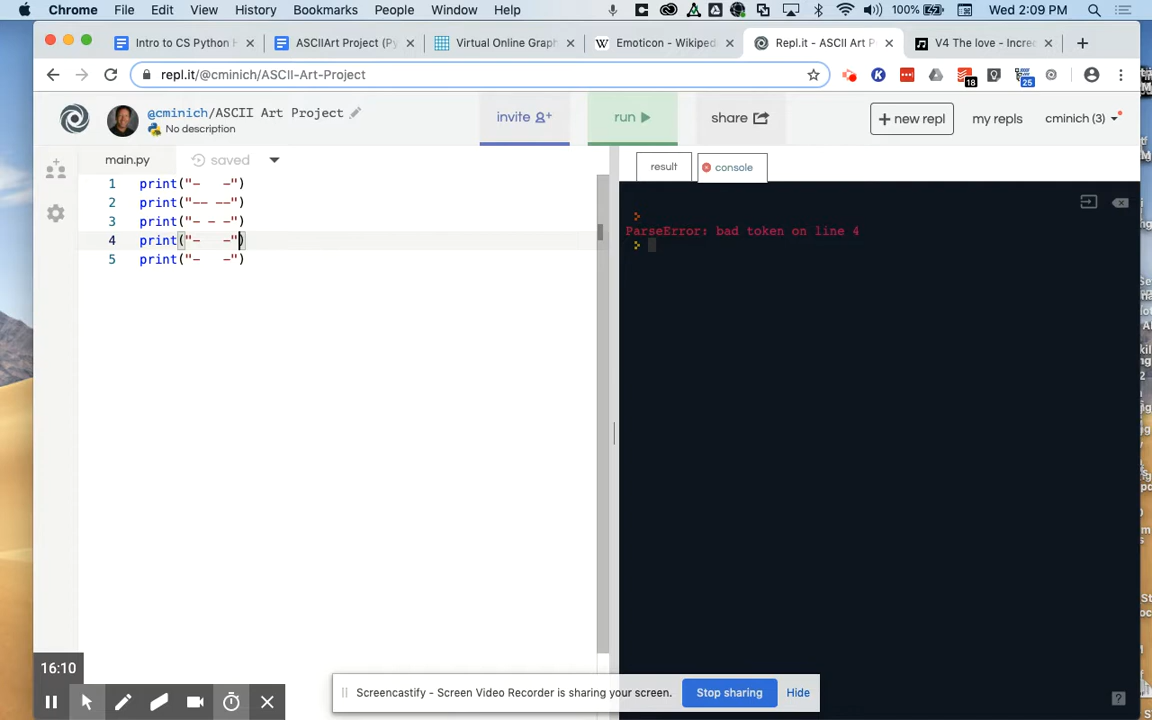 Chrome File Edit View History Bookmarks People Window Help 100% Wed 2:09 PM
Intro to CS Python H ASCIIArt Project (Py Virtual Online Graph Emoticon - Wikiped Repl.it - ASCII Art P V4 The love - Incred
repl.it/@cminich/ASCII-Art-Project 18 25
@cminich/ASCII Art Project
No description
invite run share + new repl my repls cminich (3)
main.py saved result console
1 print("-   -")
2 print("-- --")
3 print("- - -")
4 print("-   -")
5 print("-   -")
ParseError: bad token on line 4
16:10
Screencastify - Screen Video Recorder is sharing your screen. Stop sharing Hide